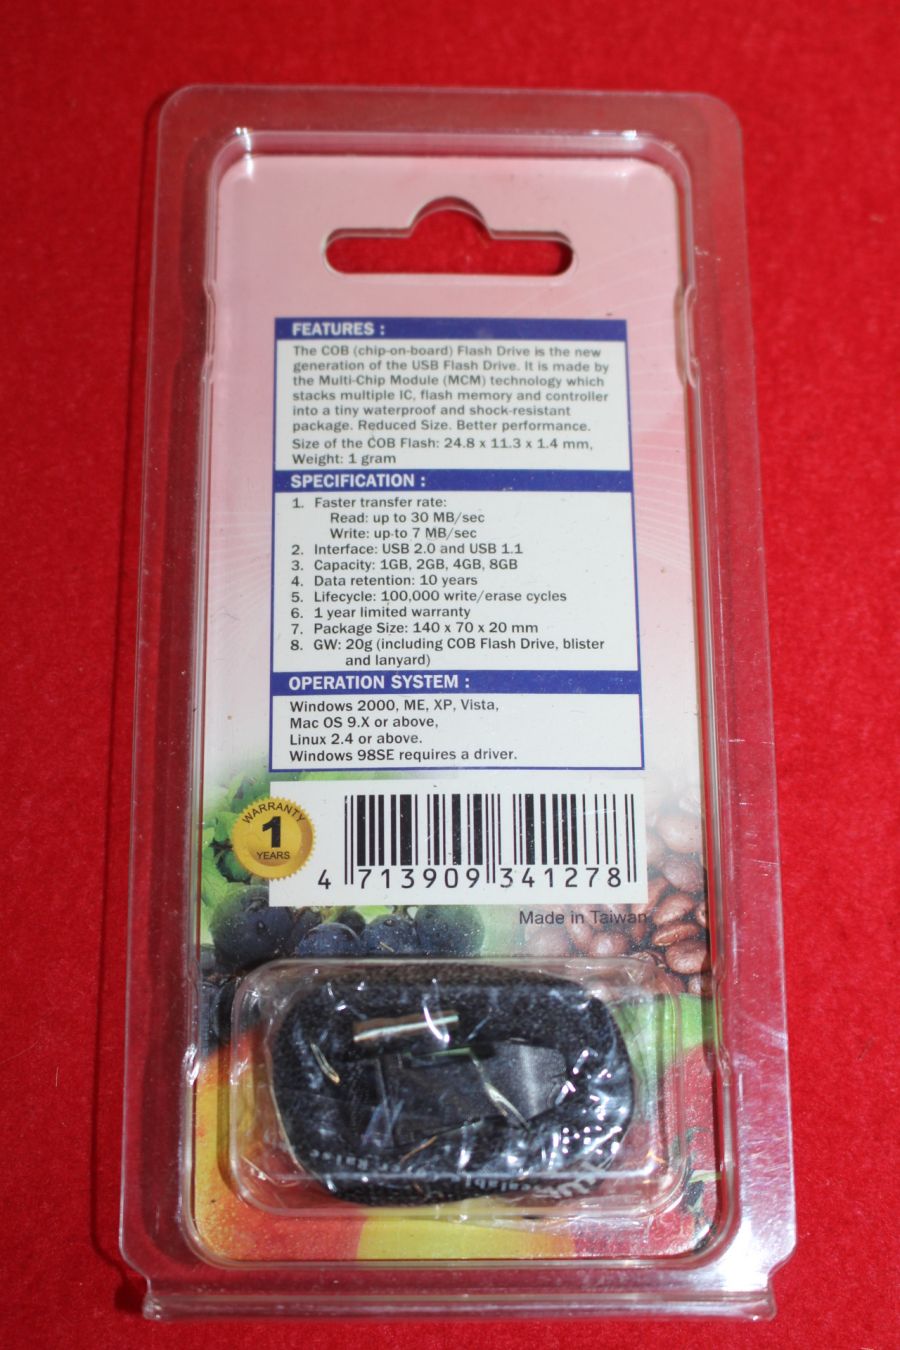 FEATURES :
The COB (chip-on-board) Flash Drive is the new
generation of the USB Flash Drive. It is made by
the Multi-Chip Module (MCM) technology which
stacks multiple IC, flash memory and controller
into a tiny waterproof and shock-resistant
package. Reduced Size. Better performance.
Size of the COB Flash: 24.8 x 11.3 x 1.4 mm,
Weight: 1 gram
SPECIFICATION :
1. Faster transfer rate:
Read: up to 30 MB/sec
Write: up to 7 MB/sec
2. Interface: USB 2.0 and USB 1.1
3. Capacity: 1GB, 2GB, 4GB, 8GB
4. Data retention: 10 years
5. Lifecycle: 100,000 write/erase cycles
6. 1 year limited warranty
7. Package Size: 140 x 70 x 20 mm
8. GW: 20g (including COB Flash Drive, blister
and lanyard)
OPERATION SYSTEM :
Windows 2000, ME, XP, Vista,
Mac OS 9.X or above,
Linux 2.4 or above.
Windows 98SE requires a driver.
WARRANTY
1
YEARS
4 713909 341278
Made in Taiwan